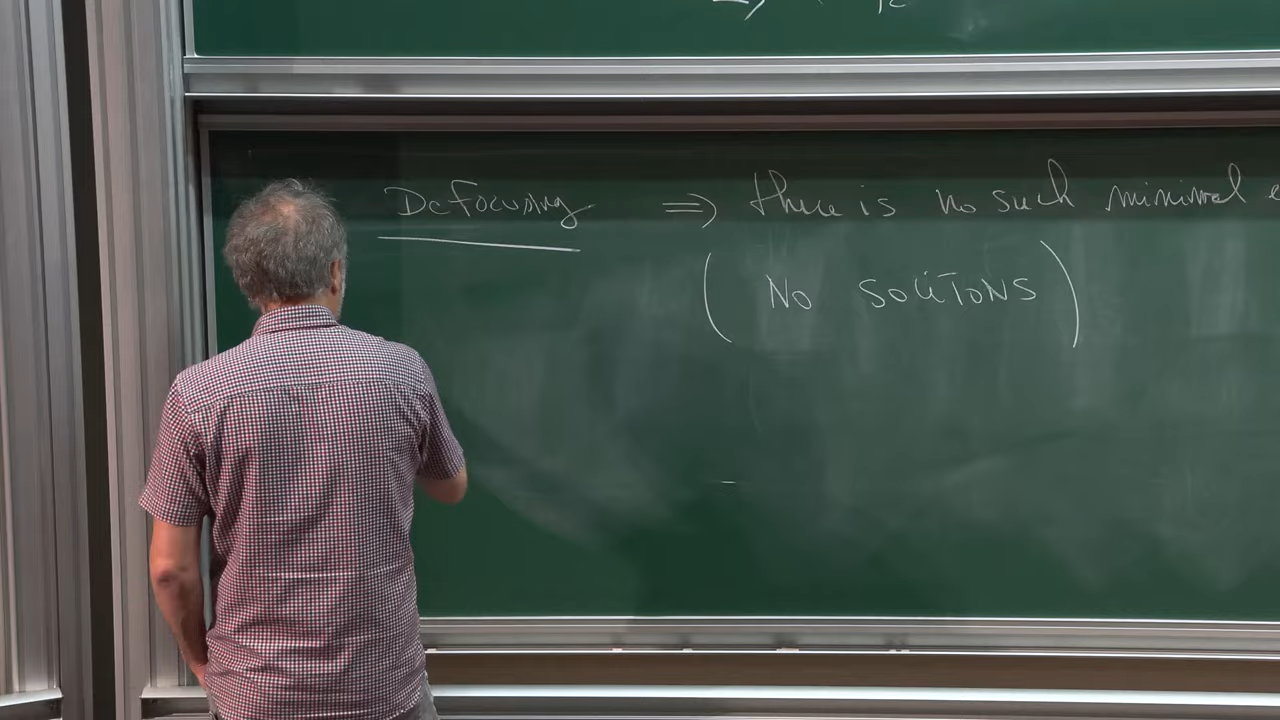 Defocusing ⇒ there is no such minimal
(NO SOLITONS)